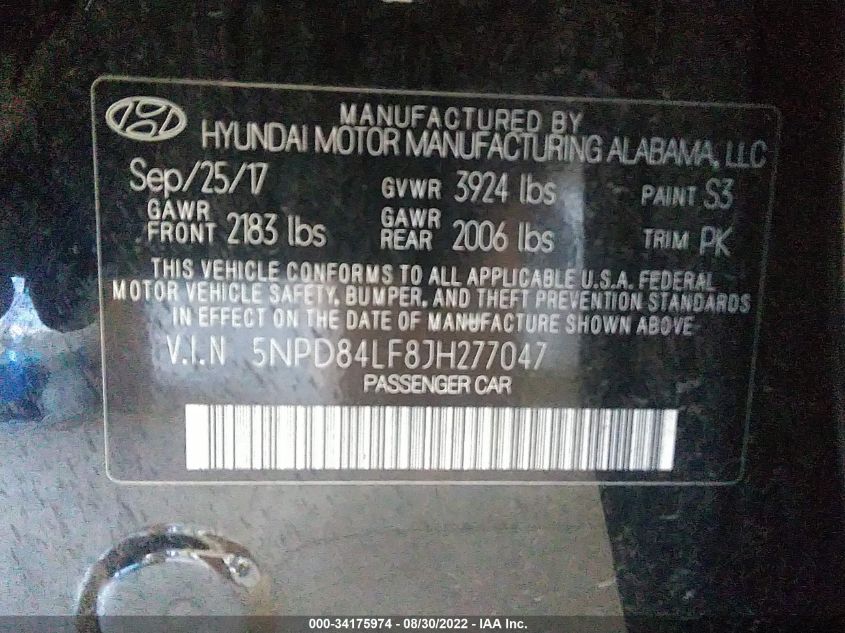 MANUFACTURED BY
HYUNDAI MOTOR MANUFACTURING ALABAMA, LLC
Sep/25/17 GVWR 3924 lbs PAINT S3
GAWR FRONT 2183 lbs GAWR REAR 2006 lbs TRIM PK
THIS VEHICLE CONFORMS TO ALL APPLICABLE U.S.A. FEDERAL
MOTOR VEHICLE SAFETY, BUMPER, AND THEFT PREVENTION STANDARDS
IN EFFECT ON THE DATE OF MANUFACTURE SHOWN ABOVE
V.I.N 5NPD84LF8JH277047
PASSENGER CAR
000-34175974 - 08/30/2022 - IAA Inc.